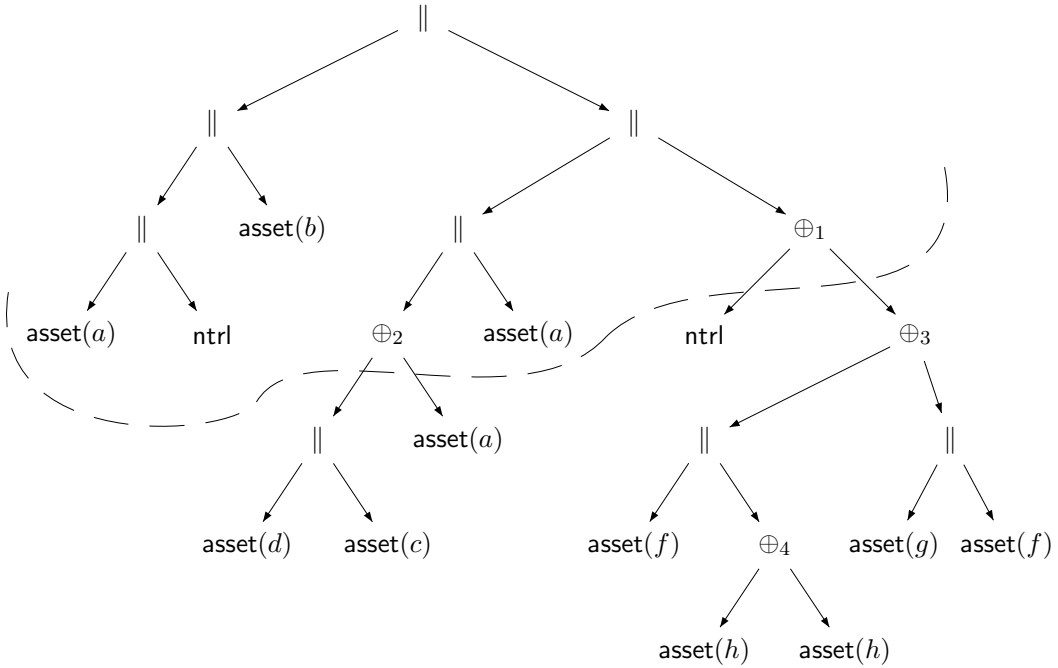 ∥
∥ ∥
∥ asset(b) ∥ ⊕₁
asset(a) ntrl ⊕₂ asset(a) ntrl ⊕₃
∥ asset(a) ∥ ∥
asset(d) asset(c) asset(f) ⊕₄ asset(g) asset(f)
asset(h) asset(h)